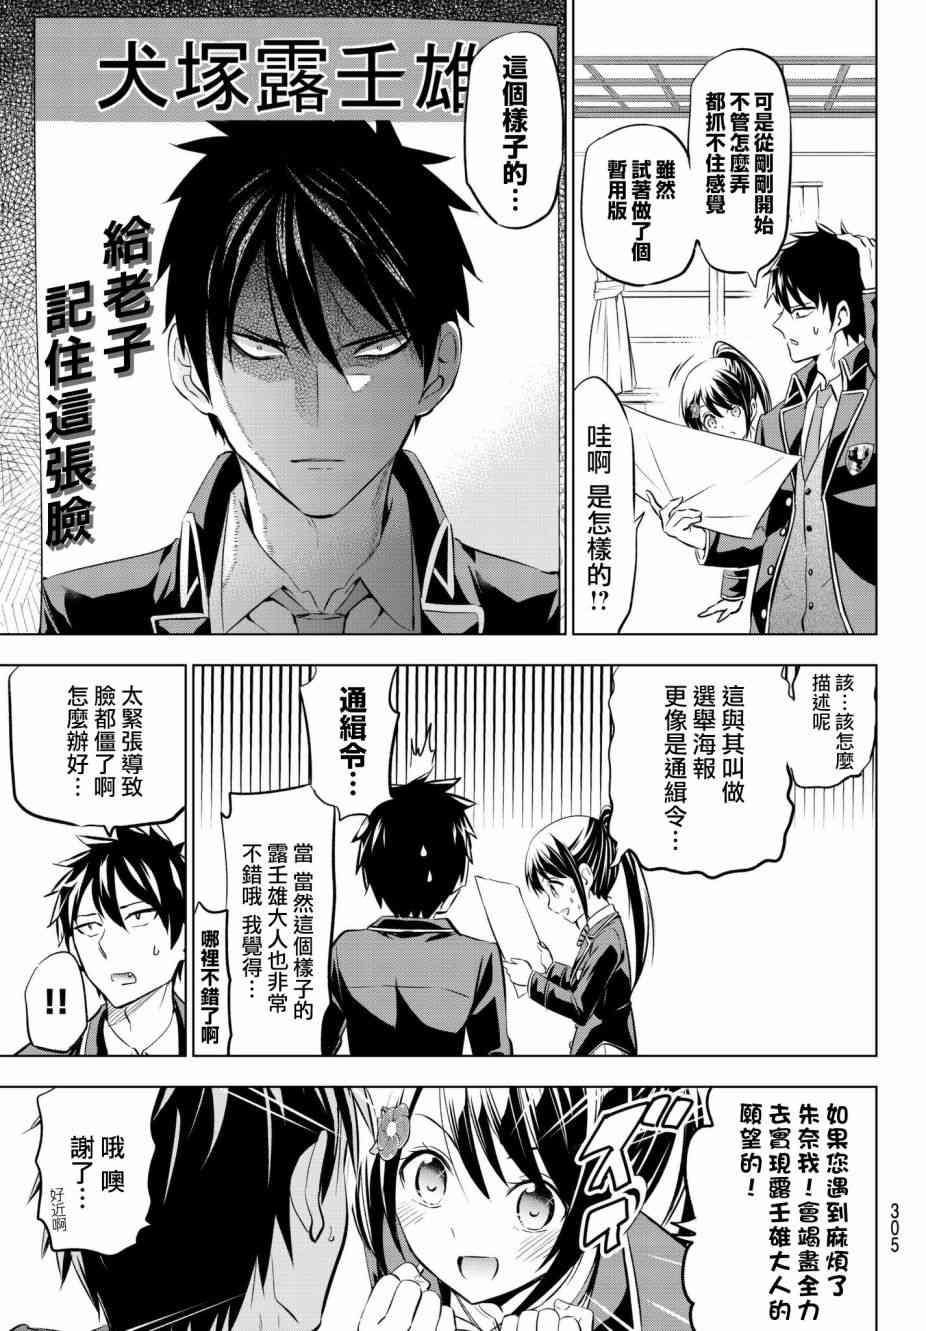 可是從剛剛開始
不管怎麼弄
都抓不住感覺
雖然
試著做了個
暫用版
哇啊 是怎樣的!?
這個樣子的…
犬塚露壬雄
給老子
記住這張臉
該…該怎麼
描述呢
這與其叫做
選舉海報
更像是通緝令…
通緝令…
當 當然這個樣子的
露壬雄大人也非常
不錯哦 我覺得…
哪裡不錯了啊
太緊張導致
臉都僵了啊
怎麼辦好…
!!
如果您遇到麻煩了
朱奈我!會竭盡全力
去實現露壬雄大人的
願望的!
哦 噢
謝了…
好近啊
305